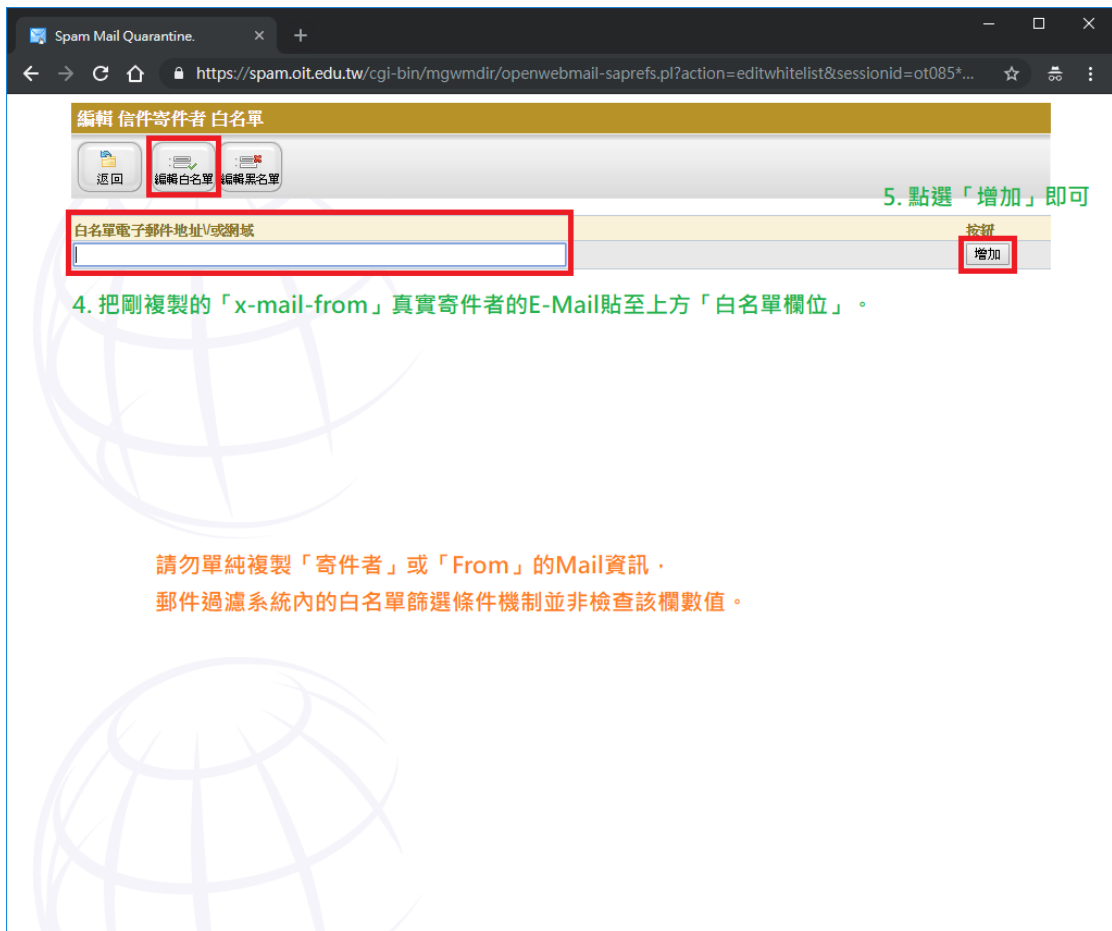 Spam Mail Quarantine.
https://spam.oit.edu.tw/cgi-bin/mgwmdir/openwebmail-saprefs.pl?action=editwhitelist&sessionid=ot085*...
編輯 信件寄件者 白名單
返回 編輯白名單 編輯黑名單
5. 點選「增加」即可
白名單電子郵件地址\/或網域 按鈕
增加
4. 把剛複製的「x-mail-from」真實寄件者的E-Mail貼至上方「白名單欄位」。
請勿單純複製「寄件者」或「From」的Mail資訊，
郵件過濾系統內的白名單篩選條件機制並非檢查該欄數值。